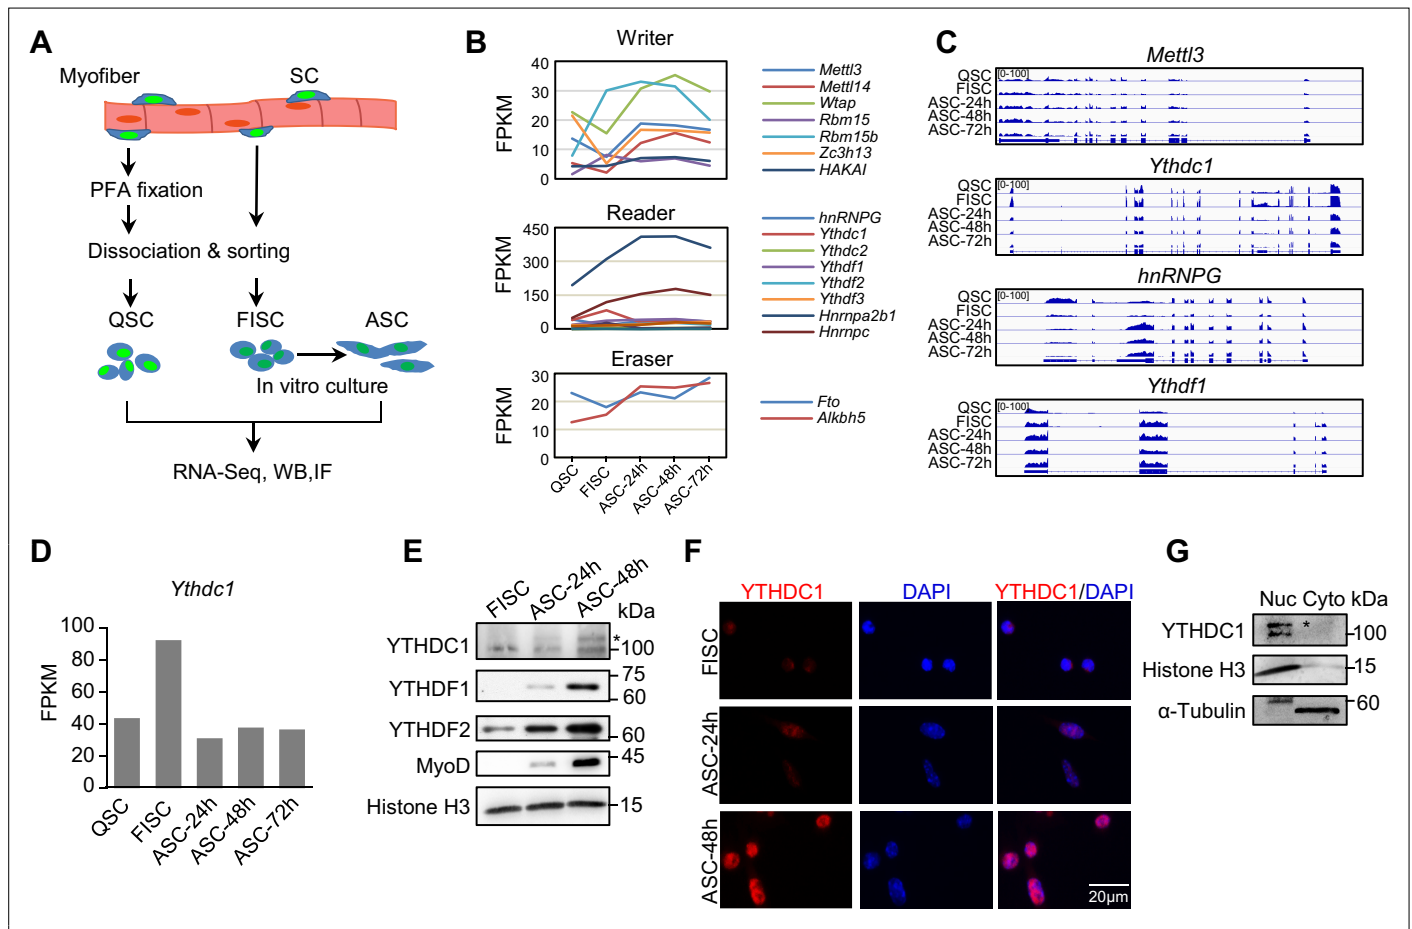 A
Myofiber
SC
PFA fixation
Dissociation & sorting
QSC
FISC
ASC
In vitro culture
RNA-Seq, WB,IF
B
Writer
FPKM
40
30
20
10
0
Mettl3
Mettl14
Wtap
Rbm15
Rbm15b
Zc3h13
HAKAI
Reader
450
300
150
0
hnRNPG
Ythdc1
Ythdc2
Ythdf1
Ythdf2
Ythdf3
Hnrnpa2b1
Hnrnpc
Eraser
FPKM
30
20
10
0
Fto
Alkbh5
QSC
FISC
ASC-24h
ASC-48h
ASC-72h
C
Mettl3
[0-100]
QSC
FISC
ASC-24h
ASC-48h
ASC-72h
Ythdc1
[0-100]
QSC
FISC
ASC-24h
ASC-48h
ASC-72h
hnRNPG
[0-100]
QSC
FISC
ASC-24h
ASC-48h
ASC-72h
Ythdf1
[0-100]
QSC
FISC
ASC-24h
ASC-48h
ASC-72h
D
Ythdc1
FPKM
100
80
60
40
20
0
QSC
FISC
ASC-24h
ASC-48h
ASC-72h
E
FISC
ASC-24h
ASC-48h
kDa
YTHDC1
*
100
YTHDF1
75
60
YTHDF2
60
MyoD
45
Histone H3
15
F
YTHDC1
DAPI
YTHDC1/DAPI
FISC
ASC-24h
ASC-48h
20μm
G
Nuc Cyto kDa
YTHDC1
*
100
Histone H3
15
α-Tubulin
60